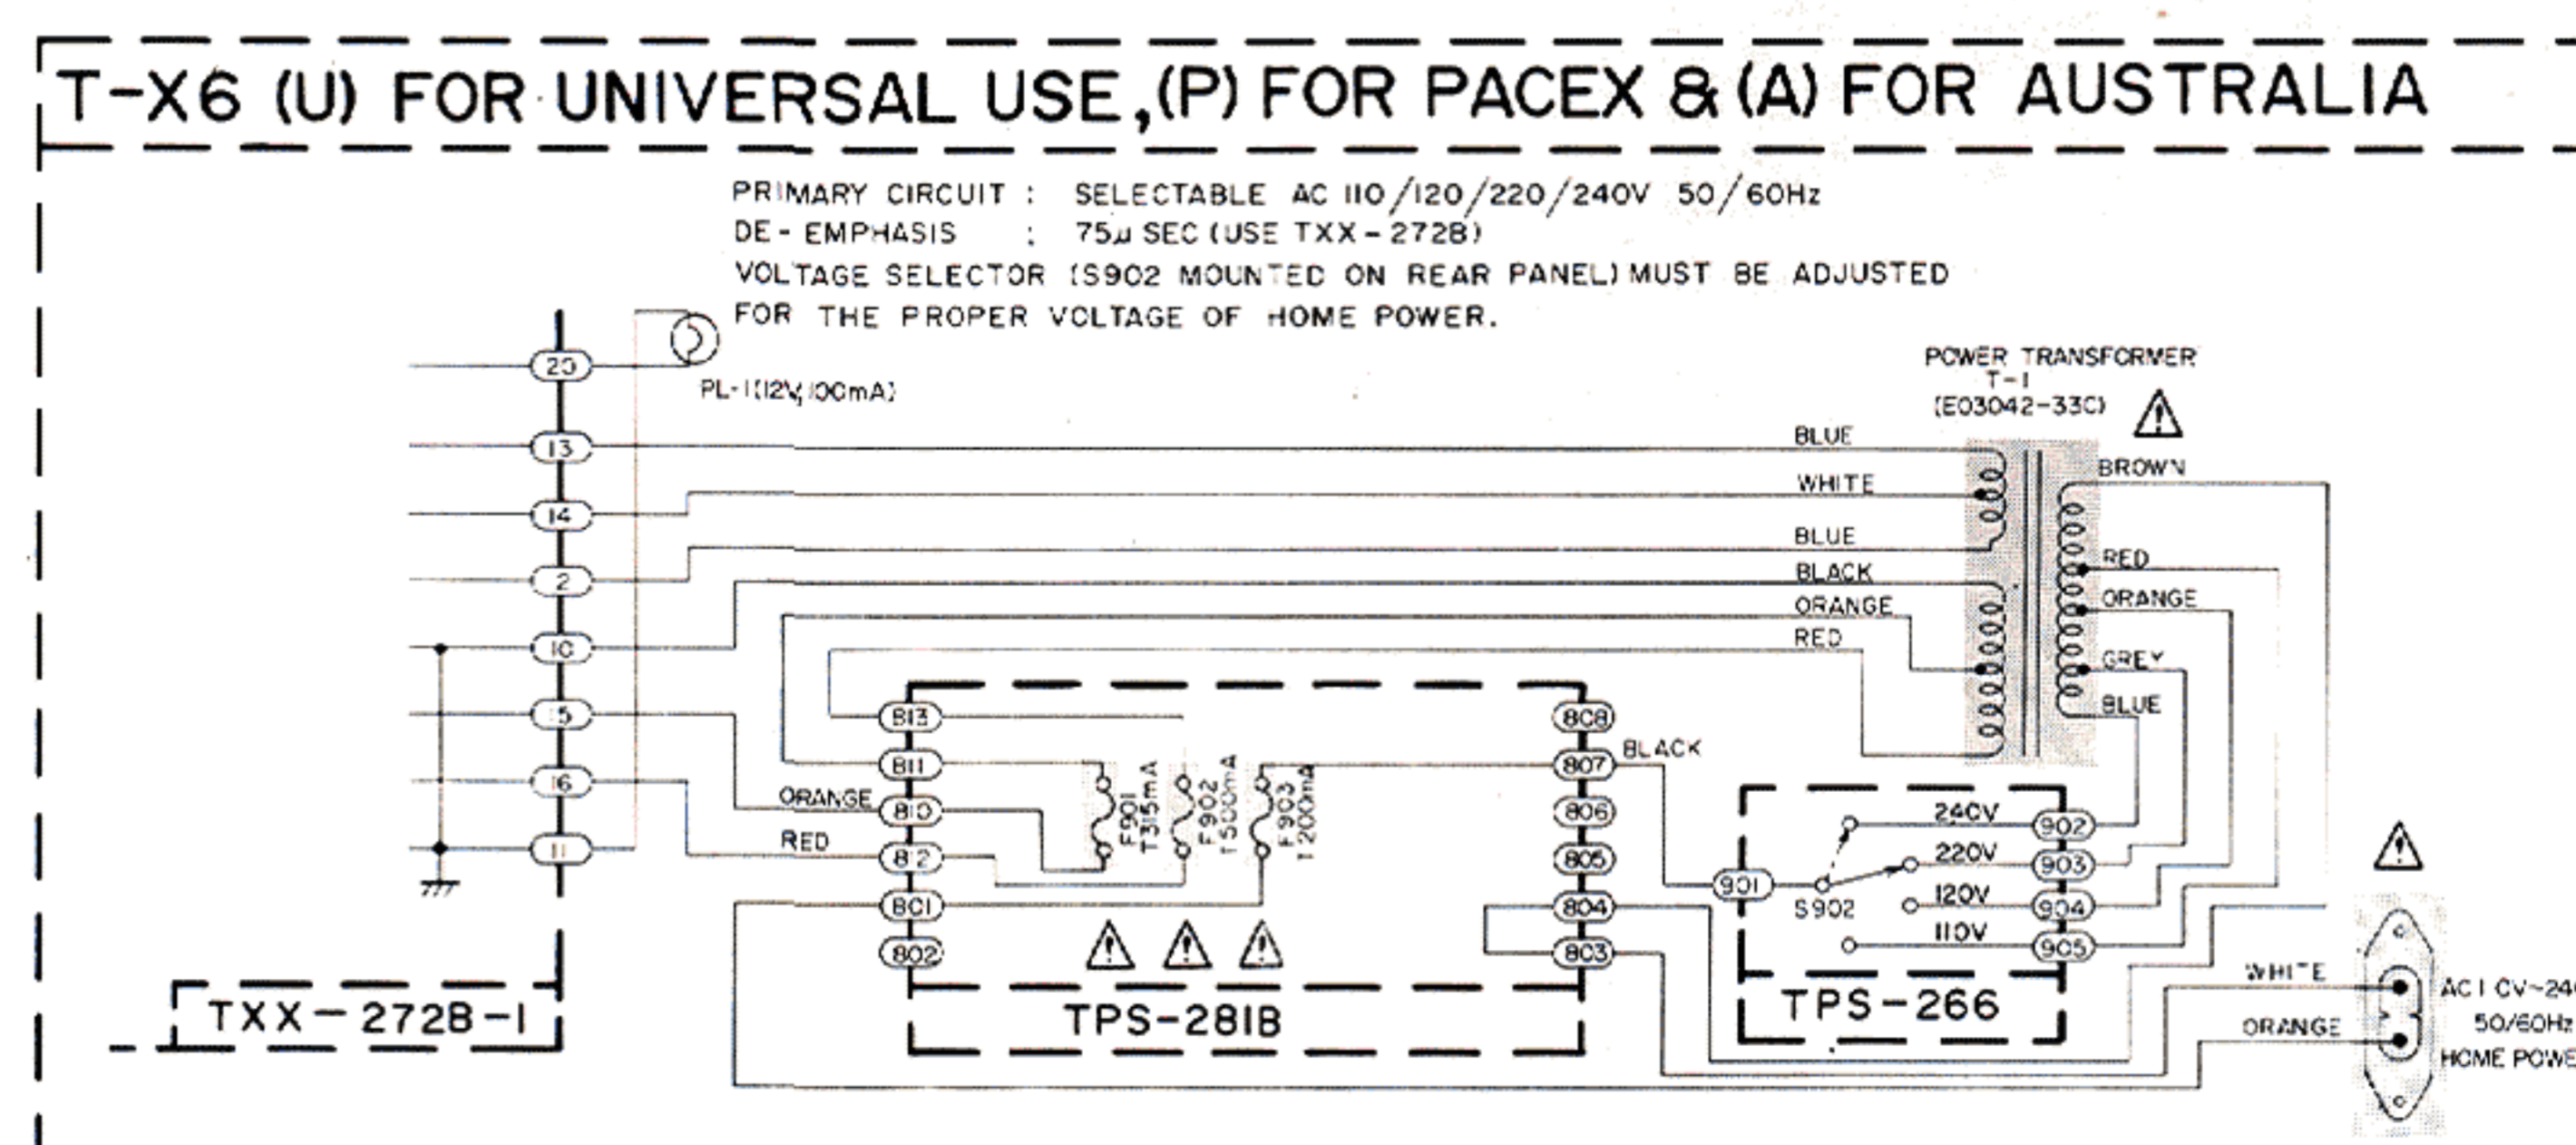 T-X6 (U) FOR UNIVERSAL USE,(P) FOR PACEX & (A) FOR AUSTRALIA
PRIMARY CIRCUIT : SELECTABLE AC 110/120/220/240V 50/60Hz
DE-EMPHASIS : 75μ SEC (USE TXX-272B)
VOLTAGE SELECTOR (S902 MOUNTED ON REAR PANEL) MUST BE ADJUSTED
FOR THE PROPER VOLTAGE OF HOME POWER.
20
PL-1(12V,100mA)
13
14
2
10
15
16
11
POWER TRANSFORMER
T-1
(E03042-33C)
BLUE
WHITE
BLUE
BLACK
ORANGE
RED
BROWN
RED
ORANGE
GREY
BLUE
813
811
ORANGE
810
RED
812
801
802
F901
T315mA
F902
T500mA
F903
T200mA
808
807
BLACK
806
805
804
803
901
S902
240V
220V
120V
110V
902
903
904
905
WHITE
ORANGE
50/60Hz
HOME POWE
TXX-272B-1
TPS-281B
TPS-266